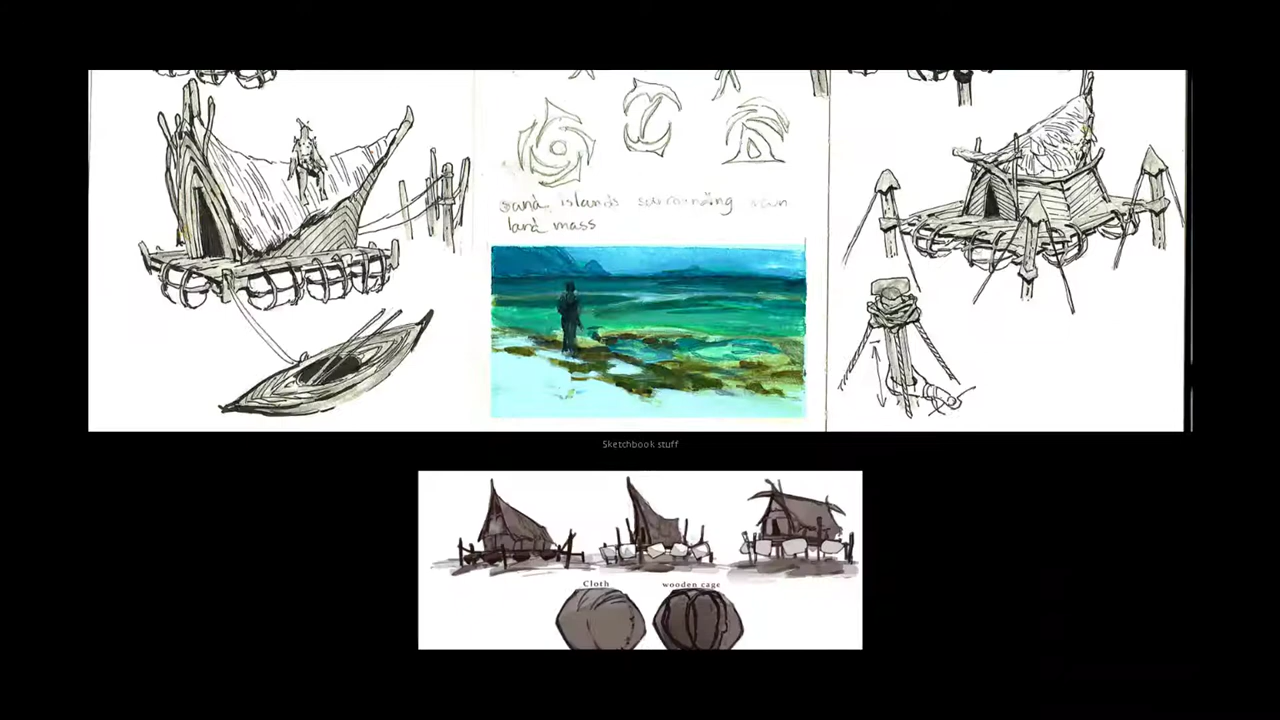 sand islands surrounding main
land mass
Sketchbook stuff
Cloth
wooden cage